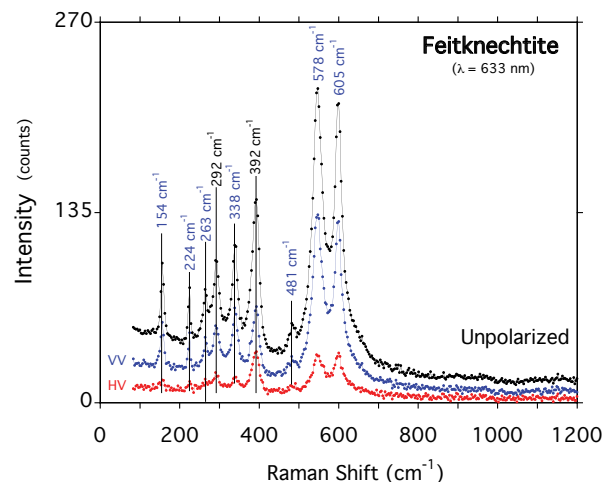 270
135
0
Intensity (counts)
Feitknechtite
(λ = 633 nm)
154 cm⁻¹
224 cm⁻¹
263 cm⁻¹
292 cm⁻¹
338 cm⁻¹
392 cm⁻¹
481 cm⁻¹
578 cm⁻¹
605 cm⁻¹
Unpolarized
VV
HV
0 200 400 600 800 1000 1200
Raman Shift (cm⁻¹)